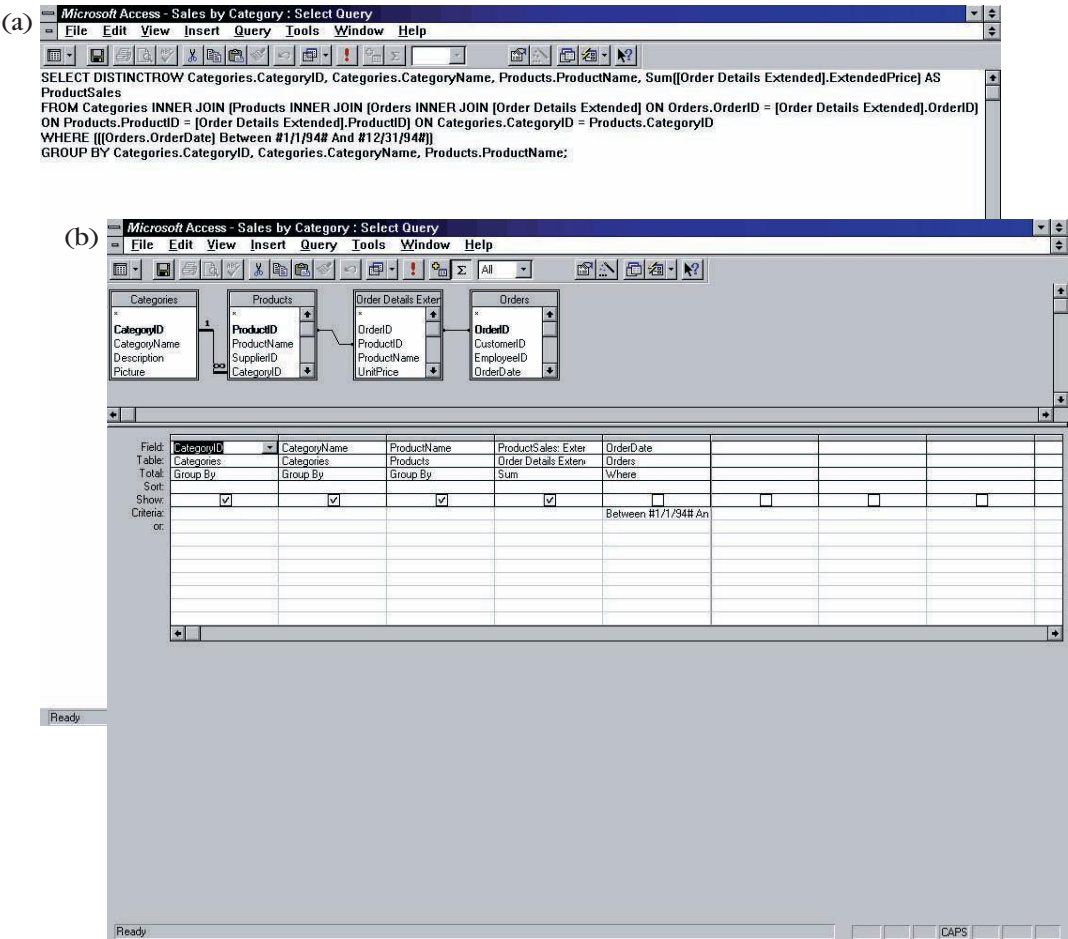 (a)
Microsoft Access - Sales by Category : Select Query
File Edit View Insert Query Tools Window Help
SELECT DISTINCTROW Categories.CategoryID, Categories.CategoryName, Products.ProductName, Sum([Order Details Extended].ExtendedPrice) AS
ProductSales
FROM Categories INNER JOIN (Products INNER JOIN (Orders INNER JOIN [Order Details Extended] ON Orders.OrderID = [Order Details Extended].OrderID)
ON Products.ProductID = [Order Details Extended].ProductID) ON Categories.CategoryID = Products.CategoryID
WHERE (((Orders.OrderDate) Between #1/1/94# And #12/31/94#))
GROUP BY Categories.CategoryID, Categories.CategoryName, Products.ProductName;
(b)
Microsoft Access - Sales by Category : Select Query
File Edit View Insert Query Tools Window Help
All
Categories Products Order Details Exter Orders
* * *
CategoryID 1 ProductID OrderID OrderID
CategoryName ProductName ProductID CustomerID
Description SupplierID ProductName EmployeeID
Picture ∞ CategoryID UnitPrice OrderDate
Field: CategoryID CategoryName ProductName ProductSales: Exter OrderDate
Table: Categories Categories Products Order Details Exten Orders
Total: Group By Group By Group By Sum Where
Sort:
Show:
Criteria: Between #1/1/94# An
or:
Ready
Ready CAPS